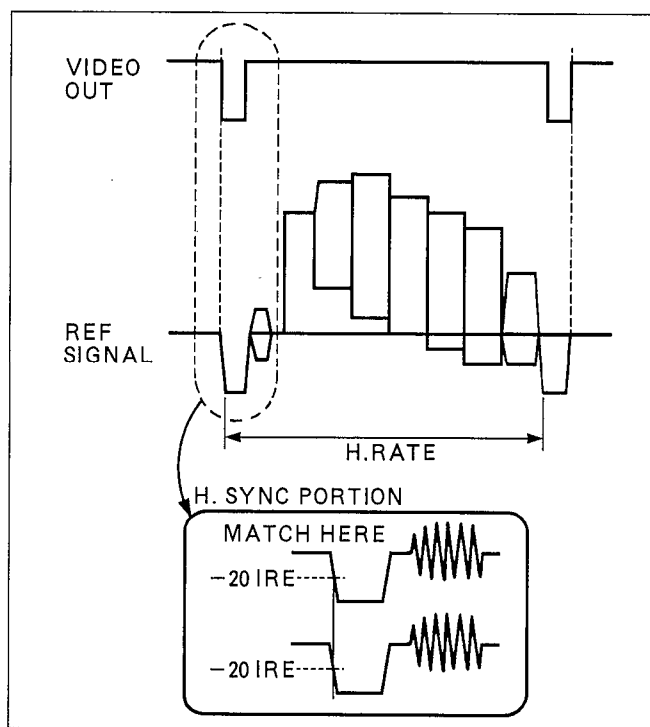 VIDEO
OUT
REF
SIGNAL
H.RATE
H. SYNC PORTION
MATCH HERE
−20 IRE
−20 IRE